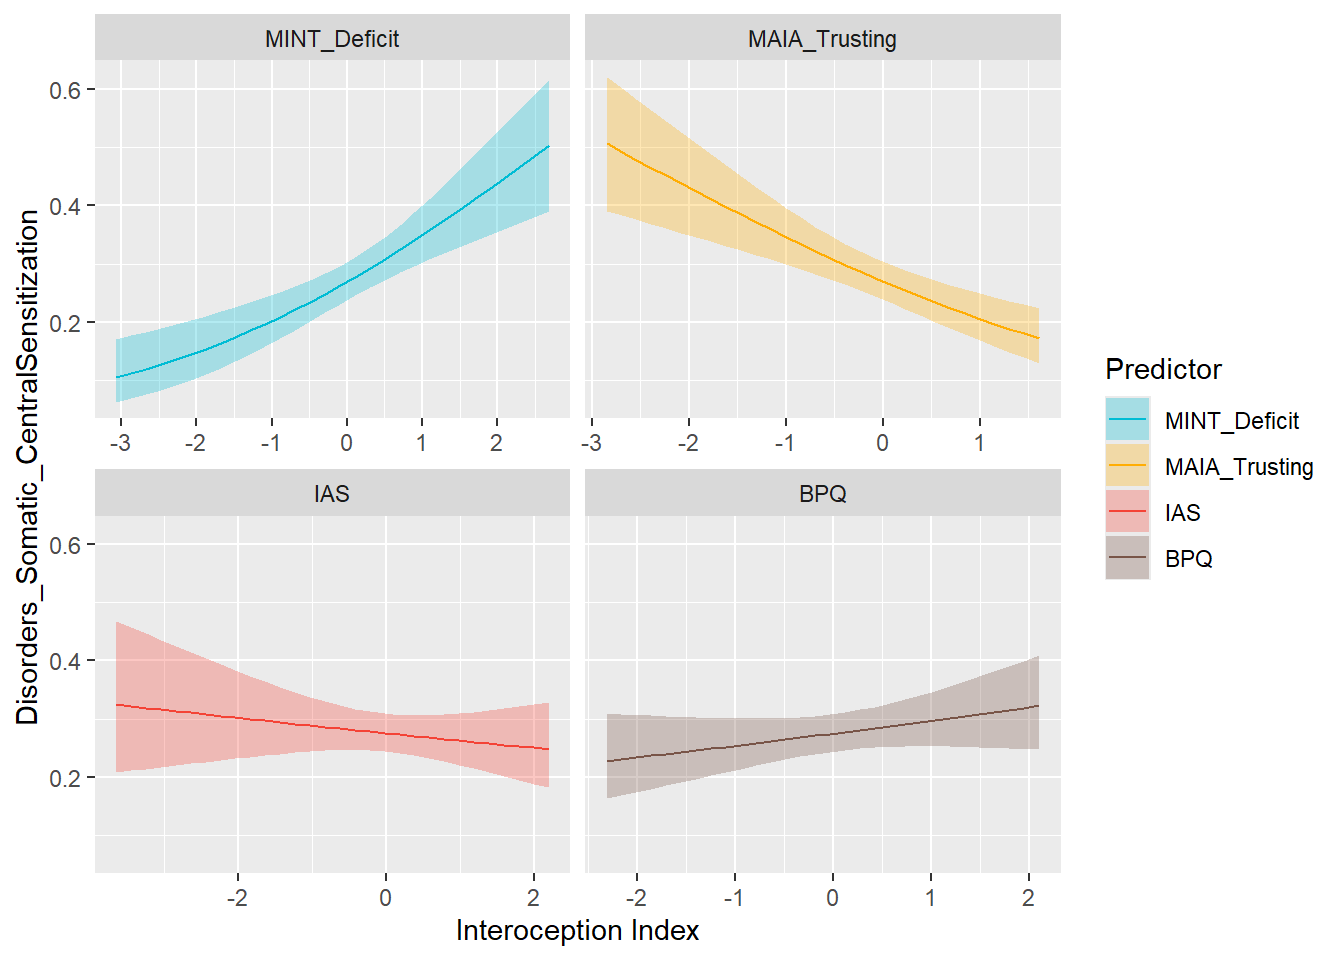 MINT_Deficit
MAIA_Trusting
0.6
0.4
0.2
-3 -2 -1 0 1 2
-3 -2 -1 0 1
IAS
BPQ
0.6
0.4
0.2
-2 0 2
-2 -1 0 1 2
Interoception Index
Disorders_Somatic_CentralSensitization
Predictor
MINT_Deficit
MAIA_Trusting
IAS
BPQ